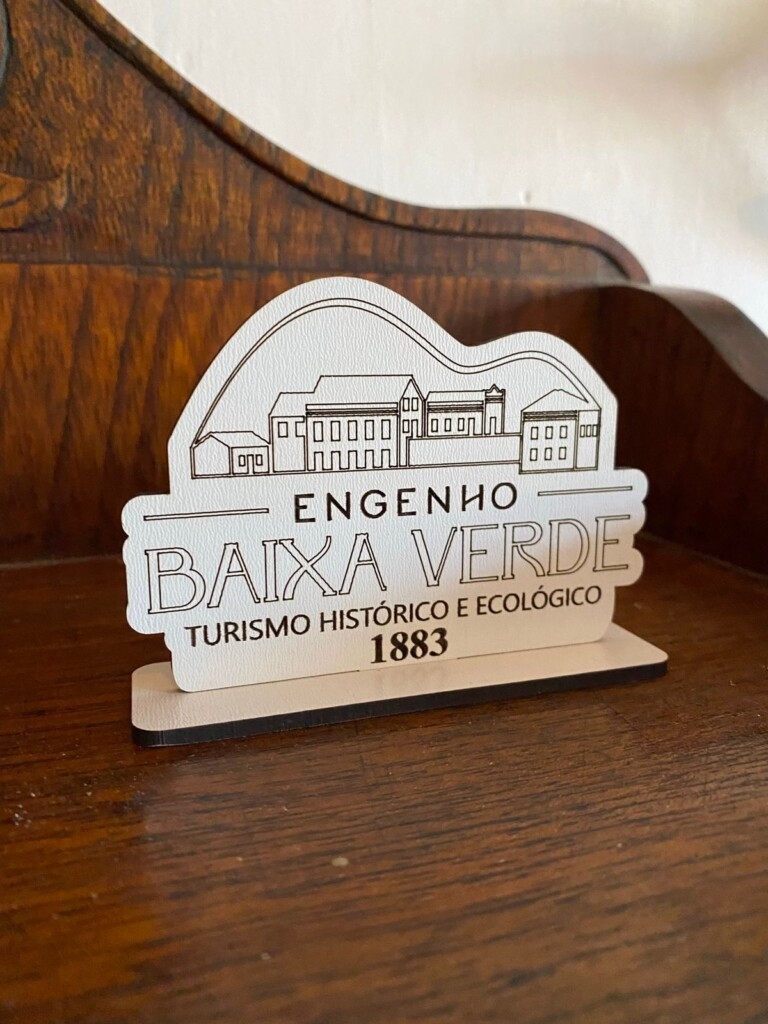 ENGENHO
BAIXA VERDE
TURISMO HISTÓRICO E ECOLÓGICO
1883